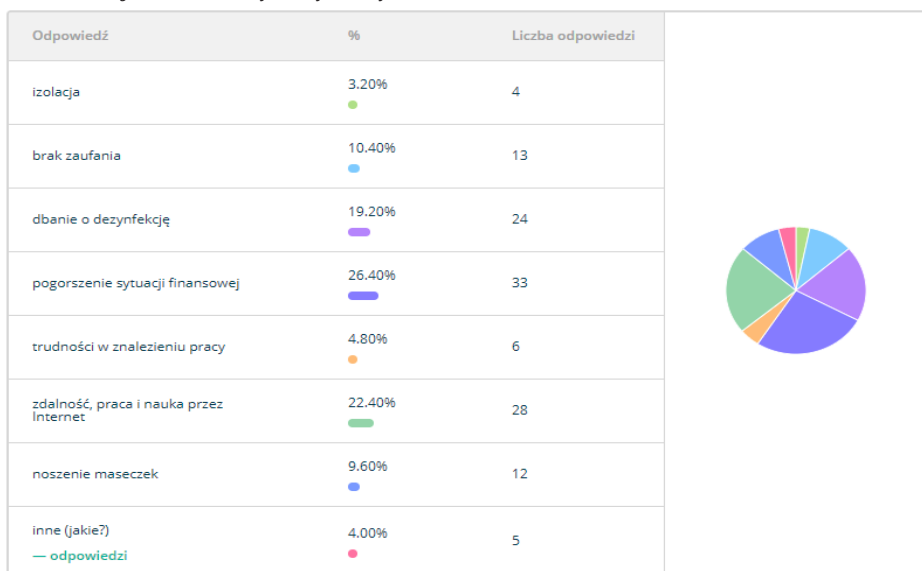 Odpowiedź % Liczba odpowiedzi
izolacja 3.20% 4
brak zaufania 10.40% 13
dbanie o dezynfekcję 19.20% 24
pogorszenie sytuacji finansowej 26.40% 33
trudności w znalezieniu pracy 4.80% 6
zdalność, praca i nauka przez
Internet 22.40% 28
noszenie maseczek 9.60% 12
inne (jakie?) 4.00% 5
— odpowiedzi